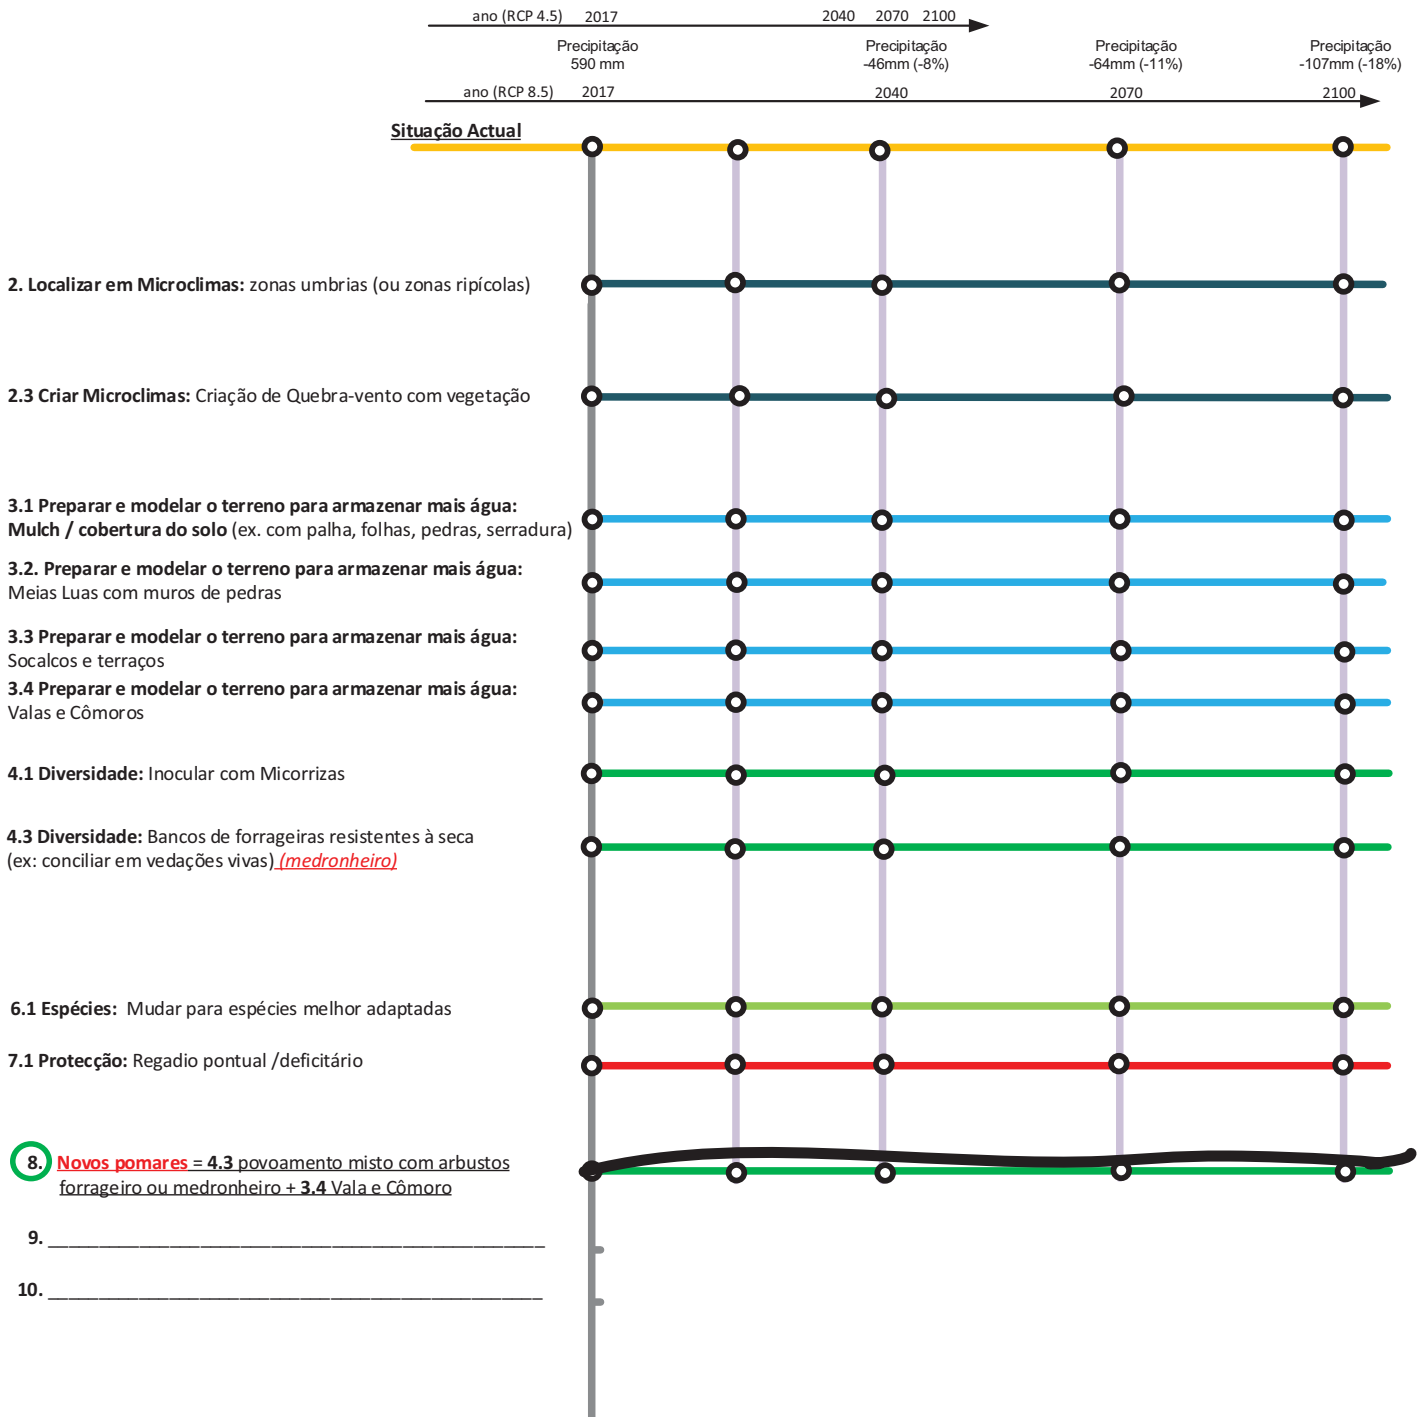 ano (RCP 4.5) 2017 2040 2070 2100
Precipitação Precipitação Precipitação Precipitação
590 mm -46mm (-8%) -64mm (-11%) -107mm (-18%)
ano (RCP 8.5) 2017 2040 2070 2100
Situação Actual
2. Localizar em Microclimas: zonas umbrias (ou zonas ripícolas)
2.3 Criar Microclimas: Criação de Quebra-vento com vegetação
3.1 Preparar e modelar o terreno para armazenar mais água:
Mulch / cobertura do solo (ex. com palha, folhas, pedras, serradura)
3.2. Preparar e modelar o terreno para armazenar mais água:
Meias Luas com muros de pedras
3.3 Preparar e modelar o terreno para armazenar mais água:
Socalcos e terraços
3.4 Preparar e modelar o terreno para armazenar mais água:
Valas e Cômoros
4.1 Diversidade: Inocular com Micorrizas
4.3 Diversidade: Bancos de forrageiras resistentes à seca
(ex: conciliar em vedações vivas) (medronheiro)
6.1 Espécies: Mudar para espécies melhor adaptadas
7.1 Protecção: Regadio pontual /deficitário
8. Novos pomares = 4.3 povoamento misto com arbustos
forrageiro ou medronheiro + 3.4 Vala e Cômoro
9.
10.